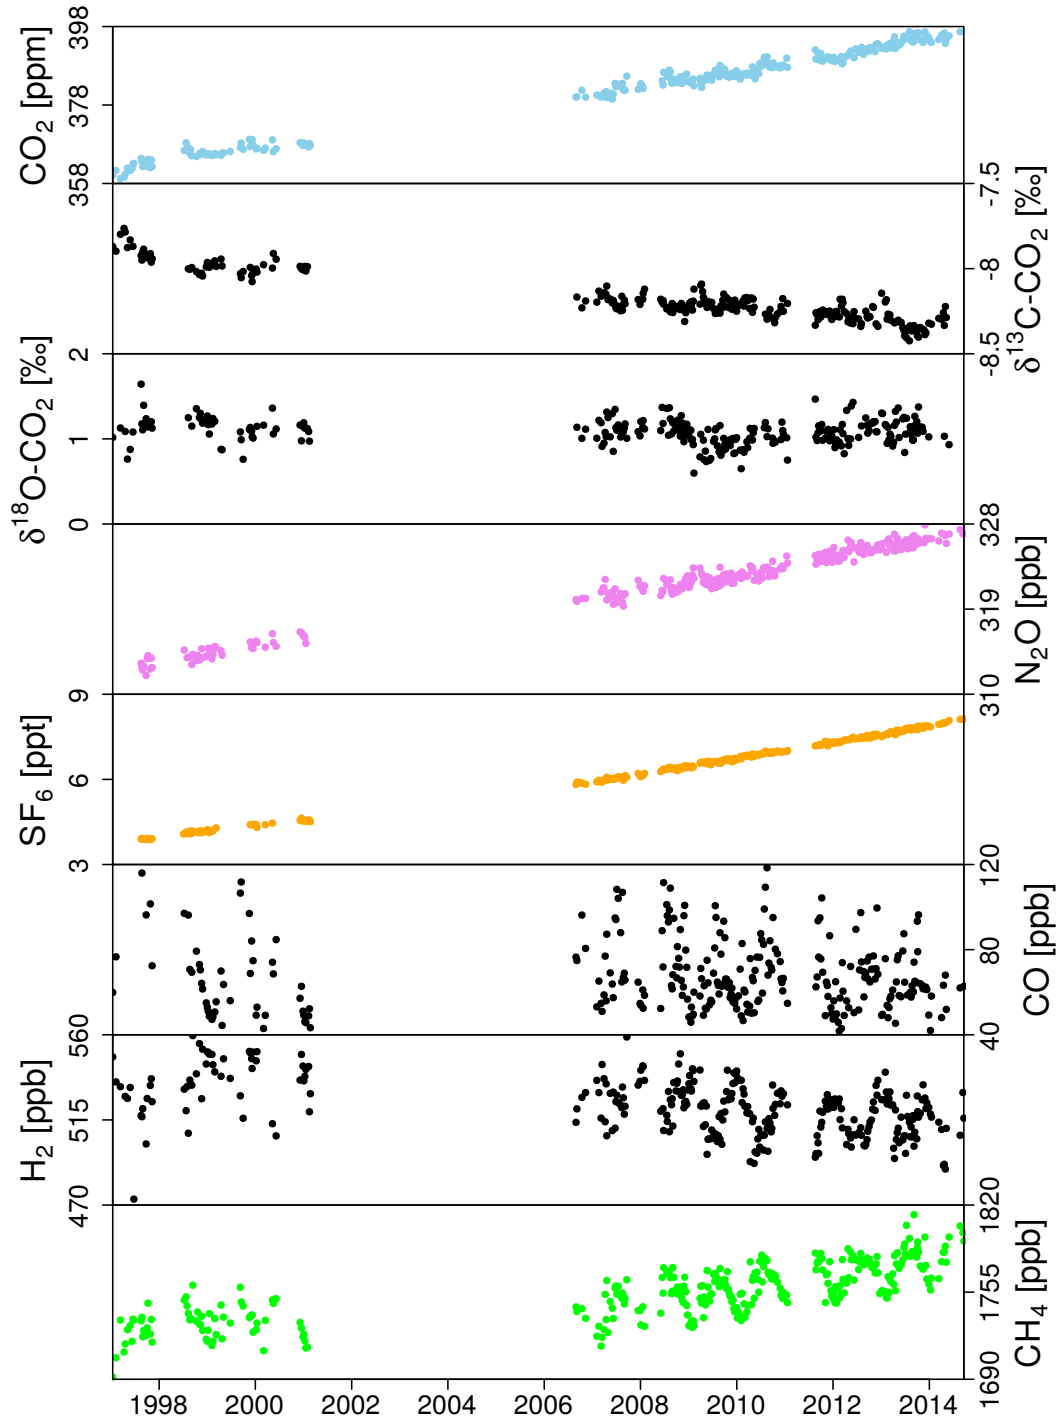 CO₂ [ppm]
398
378
358
δ¹³C-CO₂ [‰]
-7.5
-8
-8.5
δ¹⁸O-CO₂ [‰]
2
1
0
N₂O [ppb]
328
319
310
SF₆ [ppt]
9
6
3
CO [ppb]
120
80
40
H₂ [ppb]
560
515
470
CH₄ [ppb]
1820
1755
1690
1998 2000 2002 2004 2006 2008 2010 2012 2014